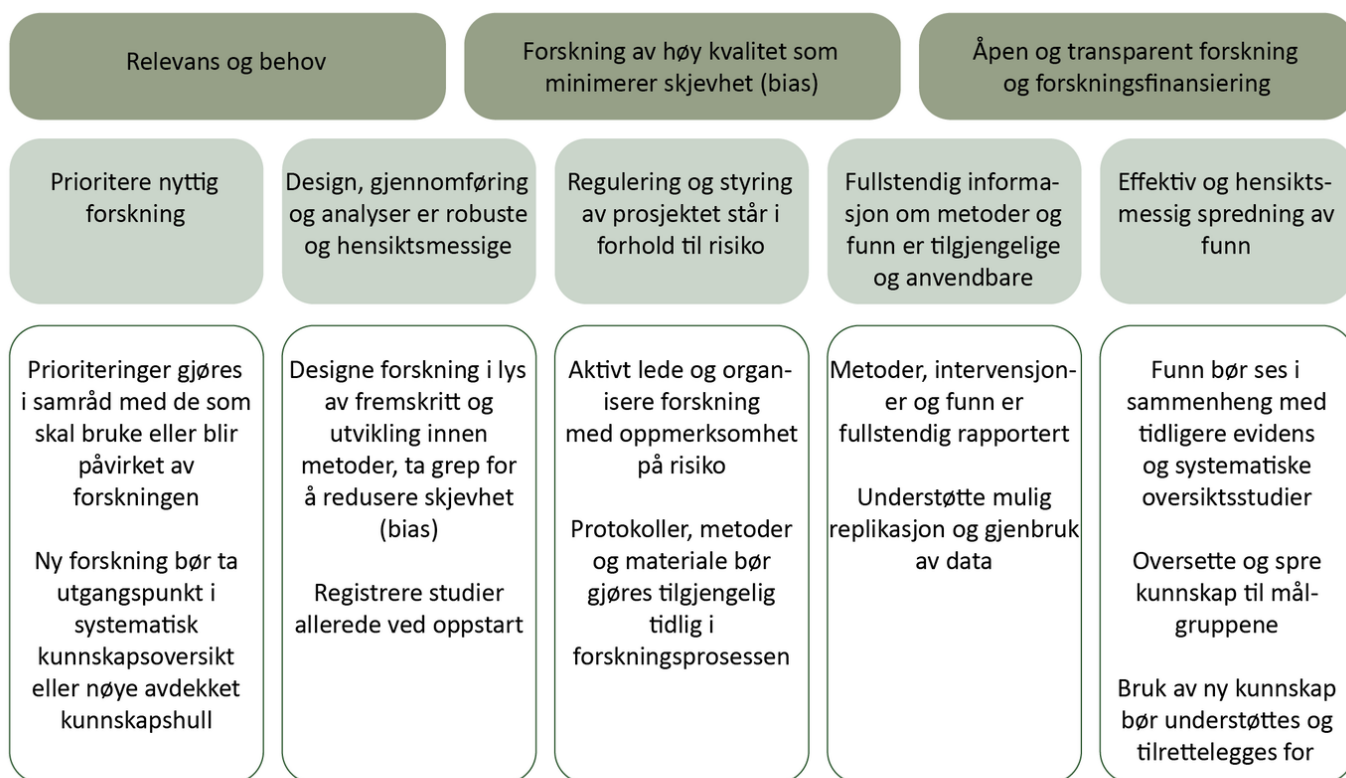 Relevans og behov
Forskning av høy kvalitet som
minimerer skjevhet (bias)
Åpen og transparent forskning
og forskningsfinansiering
Prioritere nyttig
forskning
Design, gjennomføring
og analyser er robuste
og hensiktsmessige
Regulering og styring
av prosjektet står i
forhold til risiko
Fullstendig informa-
sjon om metoder og
funn er tilgjengelige
og anvendbare
Effektiv og hensikts-
messig spredning av
funn
Prioriteringer gjøres
i samråd med de som
skal bruke eller blir
påvirket av
forskningen
Ny forskning bør ta
utgangspunkt i
systematisk
kunnskapsoversikt
eller nøye avdekket
kunnskapshull
Designe forskning i lys
av fremskritt og
utvikling innen
metoder, ta grep for
å redusere skjevhet
(bias)
Registrere studier
allerede ved oppstart
Aktivt lede og organ-
isere forskning
med oppmerksomhet
på risiko
Protokoller, metoder
og materiale bør
gjøres tilgjengelig
tidlig i
forskningsprosessen
Metoder, intervensjon-
er og funn er
fullstendig rapportert
Understøtte mulig
replikasjon og gjenbruk
av data
Funn bør ses i
sammenheng med
tidligere evidens
og systematiske
oversiktsstudier
Oversette og spre
kunnskap til mål-
gruppene
Bruk av ny kunnskap
bør understøttes og
tilrettelegges for